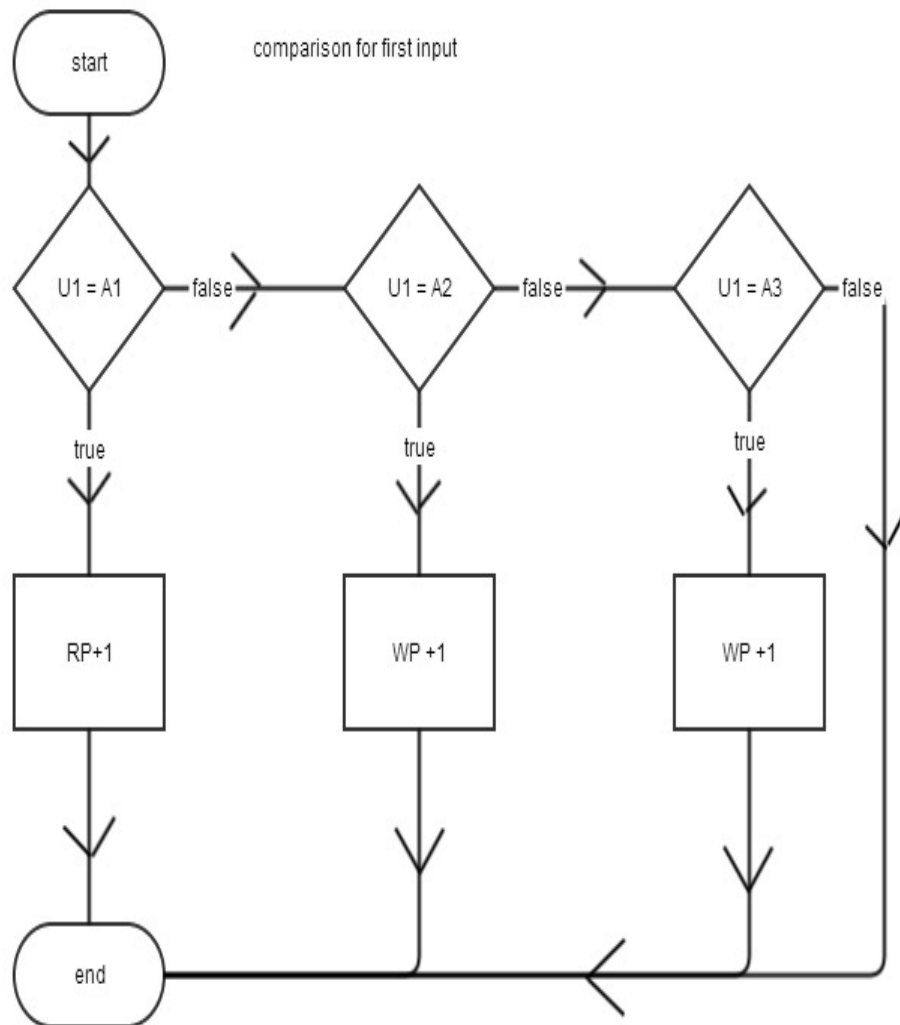 start
comparison for first input
U1 = A1
false
U1 = A2
false
U1 = A3
false
true
true
true
RP+1
WP +1
WP +1
end